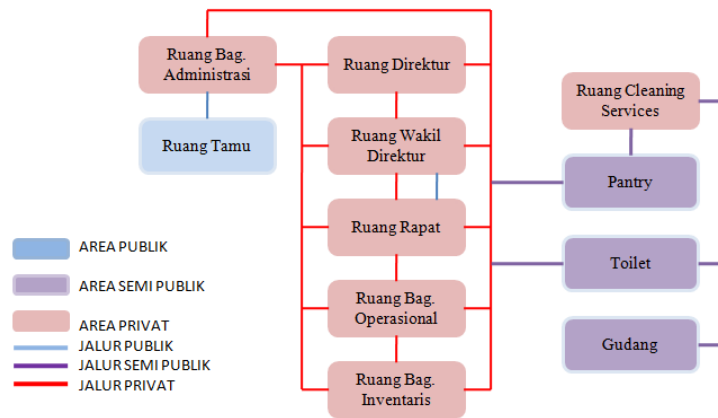 Ruang Bag.
Administrasi
Ruang Direktur
Ruang Cleaning
Services
Ruang Tamu
Ruang Wakil
Direktur
Pantry
Ruang Rapat
AREA PUBLIK
Toilet
AREA SEMI PUBLIK
Ruang Bag.
Operasional
AREA PRIVAT
Gudang
JALUR PUBLIK
JALUR SEMI PUBLIK
JALUR PRIVAT
Ruang Bag.
Inventaris